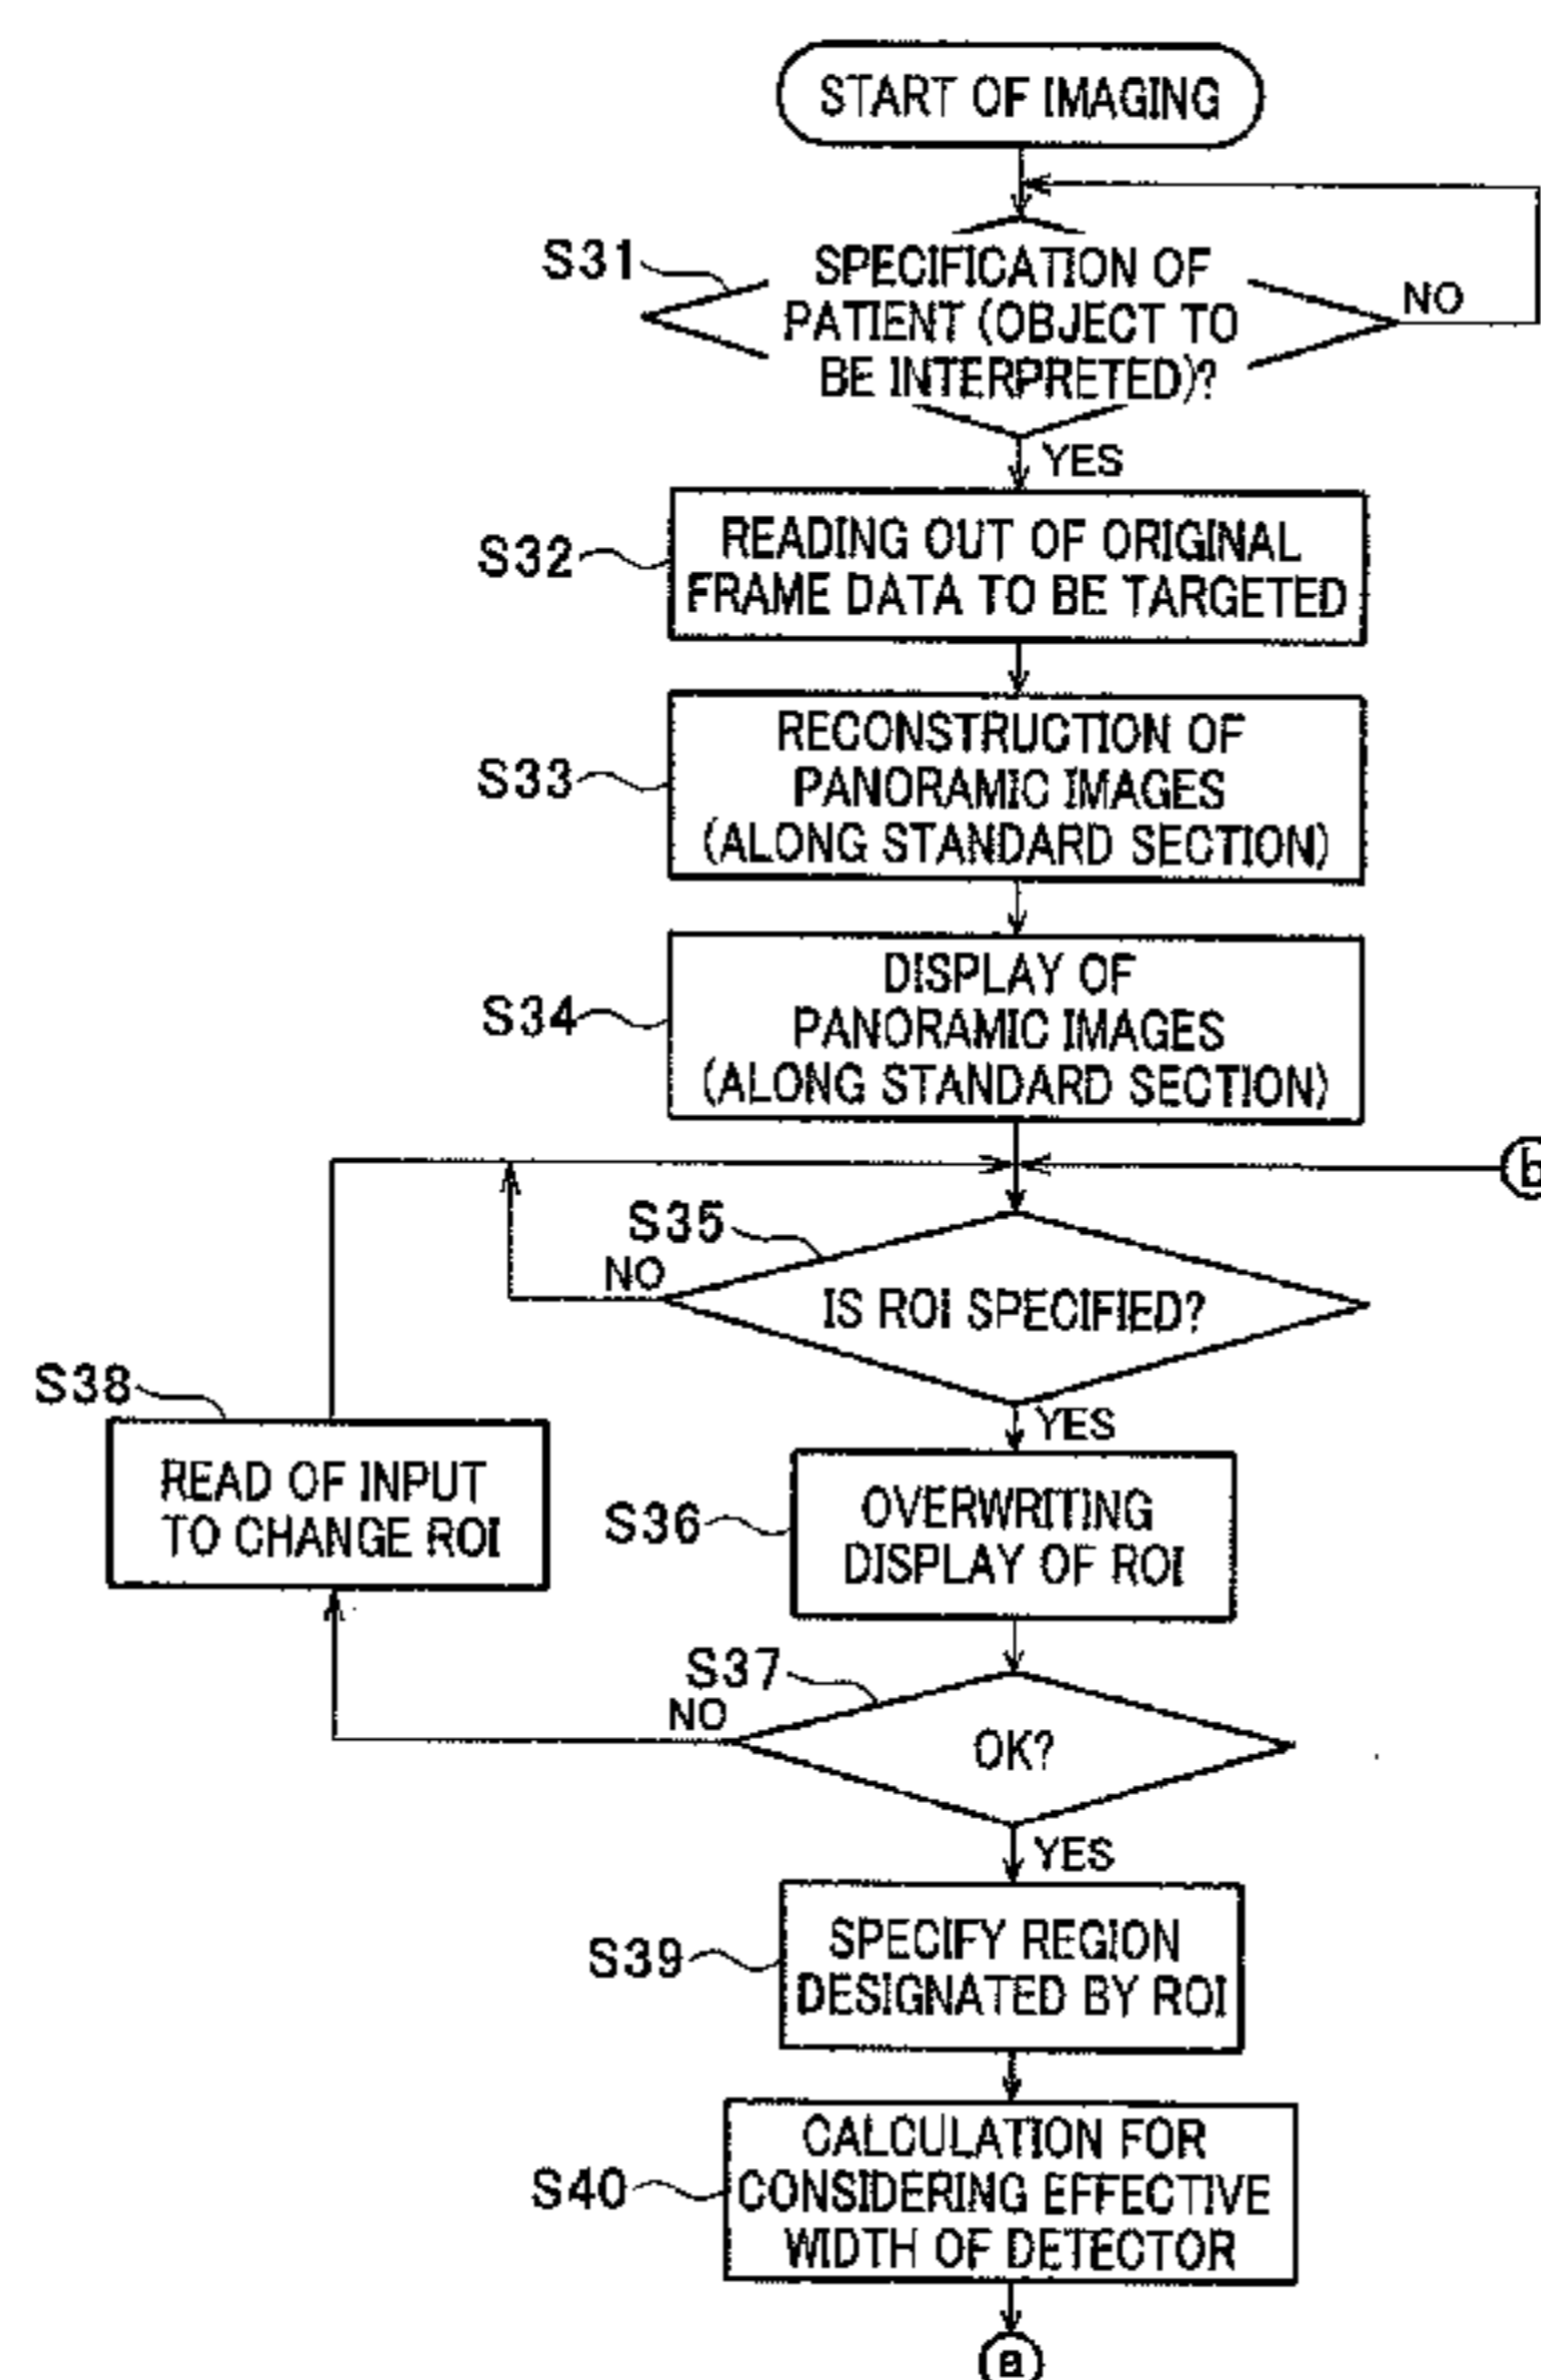 START OF IMAGING
S31
SPECIFICATION OF
PATIENT (OBJECT TO
BE INTERPRETED)?
NO
YES
S32
READING OUT OF ORIGINAL
FRAME DATA TO BE TARGETED
S33
RECONSTRUCTION OF
PANORAMIC IMAGES
(ALONG STANDARD SECTION)
S34
DISPLAY OF
PANORAMIC IMAGES
(ALONG STANDARD SECTION)
b
S35
NO
IS ROI SPECIFIED?
YES
S38
READ OF INPUT
TO CHANGE ROI
S36
OVERWRITING
DISPLAY OF ROI
S37
NO
OK?
YES
S39
SPECIFY REGION
DESIGNATED BY ROI
S40
CALCULATION FOR
CONSIDERING EFFECTIVE
WIDTH OF DETECTOR
a